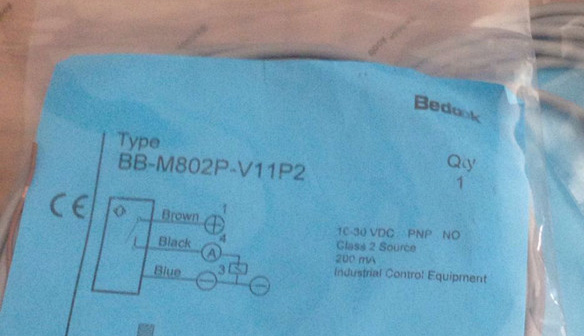 Bedook
Type
BB-M802P-V11P2
Qty
1
CE
Brown 1
Black 4
A
Blue 3
10-30 VDC PNP NO
Class 2 Source
200 mA
Industrial Control Equipment